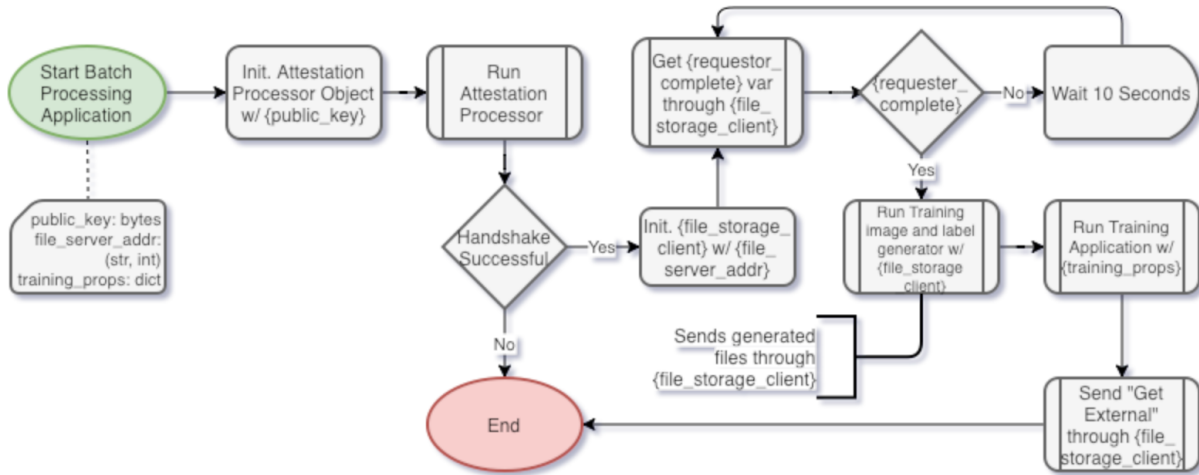 Start Batch
Processing
Application
Init. Attestation
Processor Object
w/ {public_key}
Run
Attestation
Processor
Get {requestor_
complete} var
through {file_
storage_client}
{requester_
complete}
No
Wait 10 Seconds
Yes
public_key: bytes
file_server_addr:
(str, int)
training_props: dict
Handshake
Successful
Yes
Init. {file_storage_
client} w/ {file_
server_addr}
Run Training
image and label
generator w/
{file_storage
client}
Run Training
Application w/
{training_props}
No
Sends generated
files through
{file_storage_client}
End
Send "Get
External"
through {file_
storage_client}